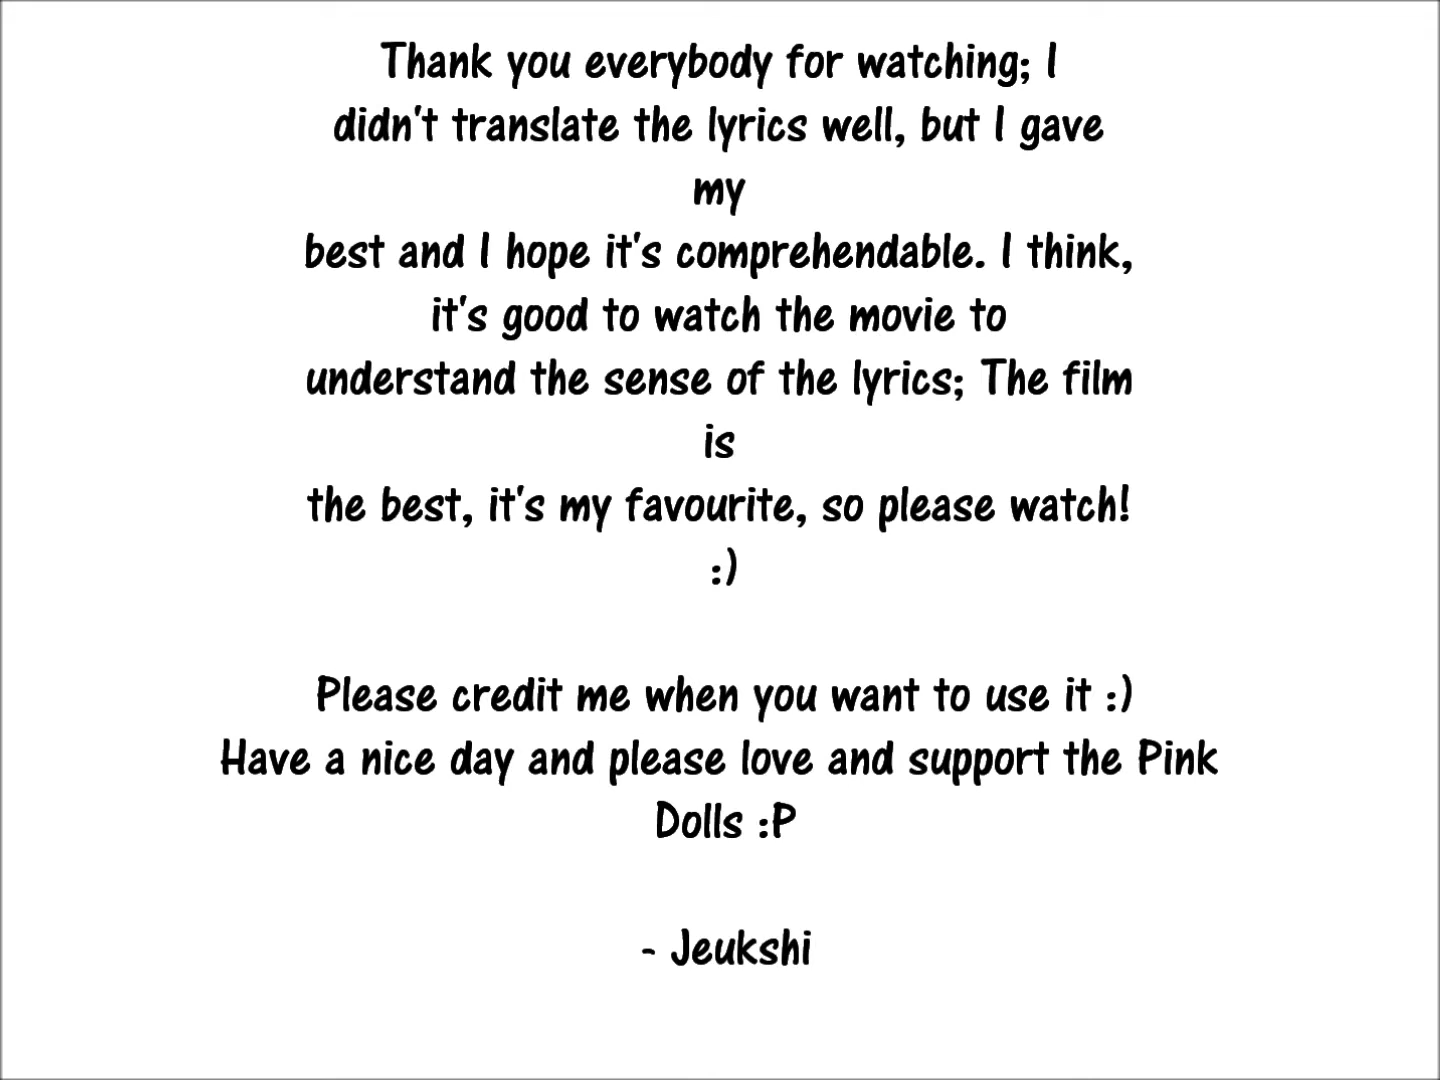 Thank you everybody for watching; I
didn't translate the lyrics well, but I gave
my
best and I hope it's comprehendable. I think,
it's good to watch the movie to
understand the sense of the lyrics; The film
is
the best, it's my favourite, so please watch!
:)
Please credit me when you want to use it :)
Have a nice day and please love and support the Pink
Dolls :P
- Jeukshi